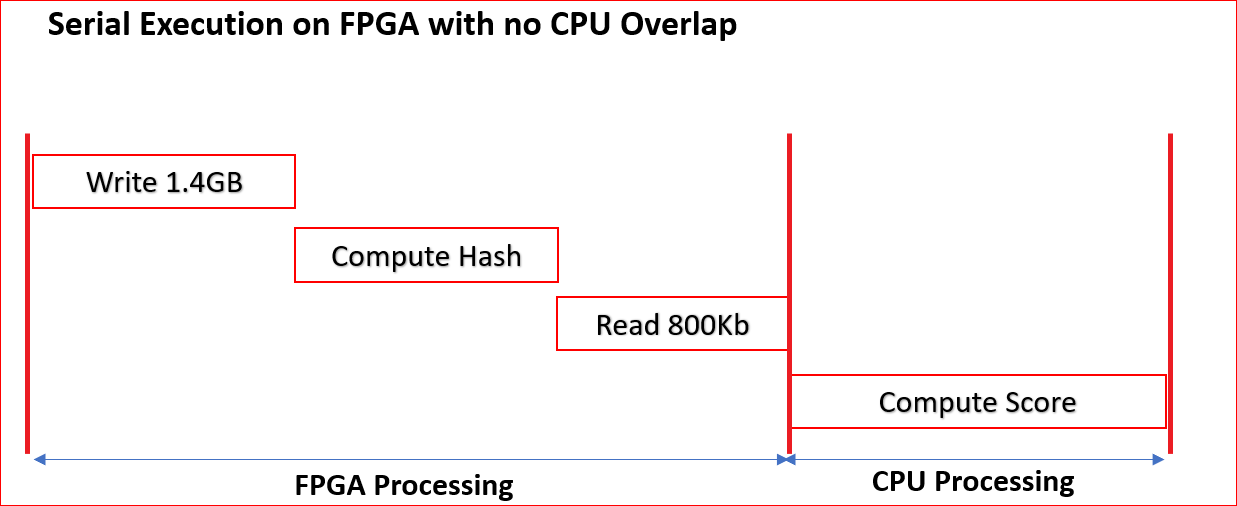 Serial Execution on FPGA with no CPU Overlap
Write 1.4GB
Compute Hash
Read 800Kb
Compute Score
FPGA Processing
CPU Processing